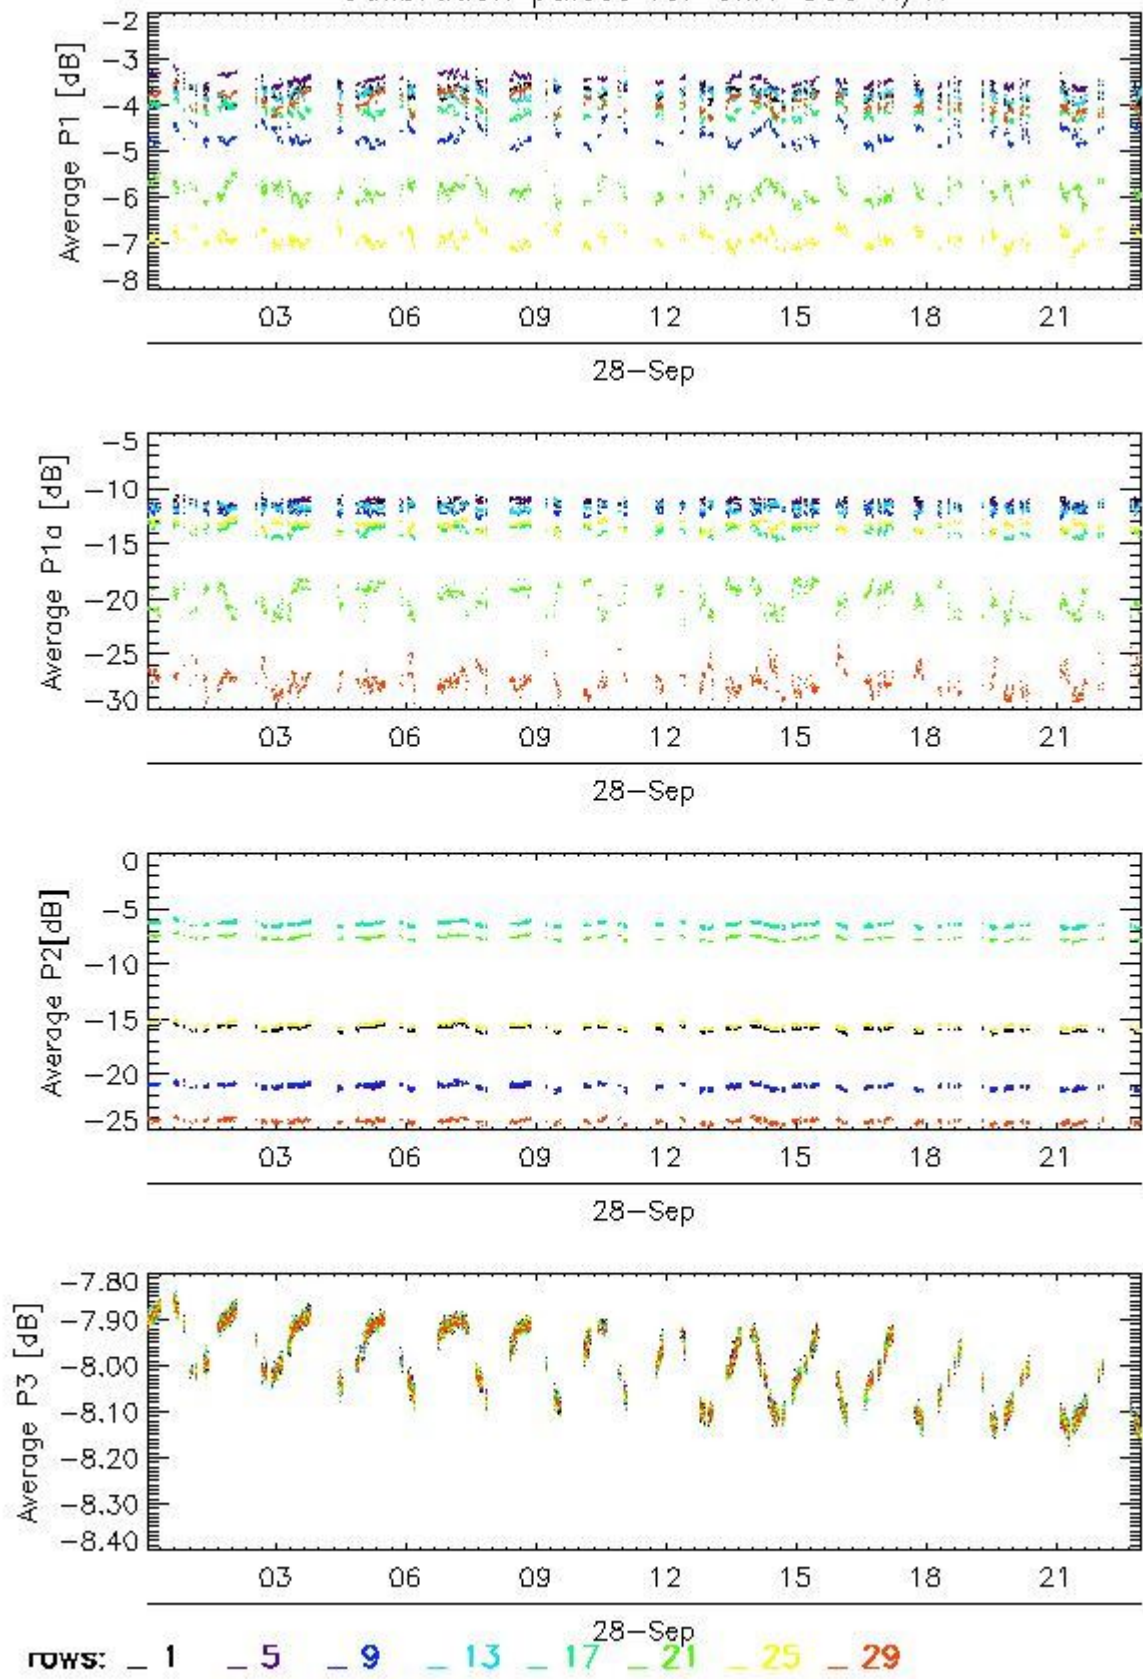 -2
-3
-4
-5
-6
-7
-8
Average P1 [dB]
03 06 09 12 15 18 21
28-Sep
-5
-10
-15
-20
-25
-30
Average P1a [dB]
03 06 09 12 15 18 21
28-Sep
0
-5
-10
-15
-20
-25
Average P2[dB]
03 06 09 12 15 18 21
28-Sep
-7.80
-7.90
-8.00
-8.10
-8.20
-8.30
-8.40
Average P3 [dB]
03 06 09 12 15 18 21
28-Sep
rows: _ 1 _ 5 _ 9 _ 13 _ 17 _ 21 _ 25 _ 29